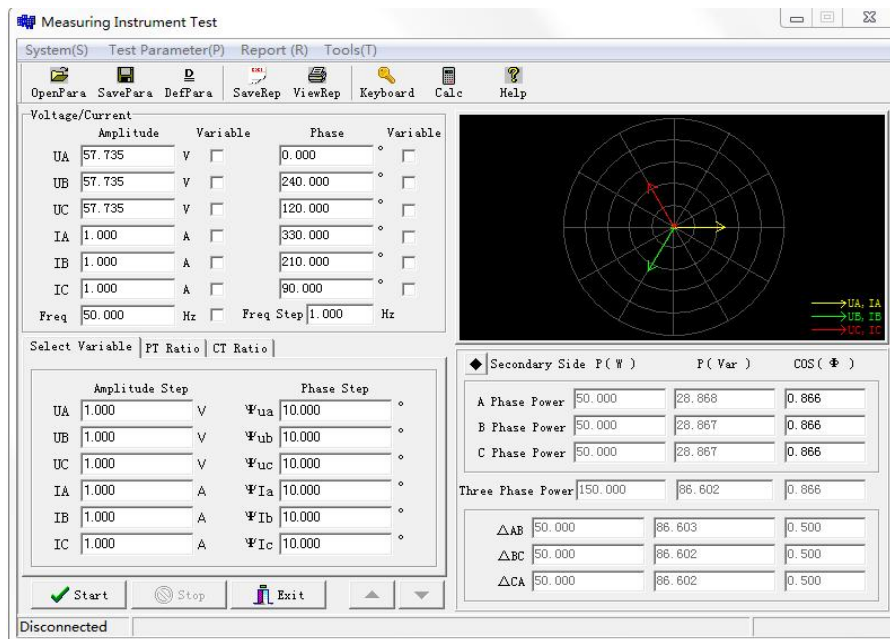 Measuring Instrument Test
System(S) Test Parameter(P) Report (R) Tools(T)
OpenPara SavePara DefPara SaveRep ViewRep Keyboard Calc Help
Voltage/Current
Amplitude Variable Phase Variable
UA 57.735 V 0.000 °
UB 57.735 V 240.000 °
UC 57.735 V 120.000 °
IA 1.000 A 330.000 °
IB 1.000 A 210.000 °
IC 1.000 A 90.000 °
Freq 50.000 Hz Freq Step 1.000 Hz
UA, IA
UB, IB
UC, IC
Select Variable PT Ratio CT Ratio
Amplitude Step Phase Step
UA 1.000 V Ψua 10.000 °
UB 1.000 V Ψub 10.000 °
UC 1.000 V Ψuc 10.000 °
IA 1.000 A ΨIa 10.000 °
IB 1.000 A ΨIb 10.000 °
IC 1.000 A ΨIc 10.000 °
Secondary Side P( W ) P( Var ) COS( Φ )
A Phase Power 50.000 28.868 0.866
B Phase Power 50.000 28.867 0.866
C Phase Power 50.000 28.867 0.866
Three Phase Power 150.000 86.602 0.866
△AB 50.000 86.603 0.500
△BC 50.000 86.602 0.500
△CA 50.000 86.602 0.500
Start Stop Exit
Disconnected